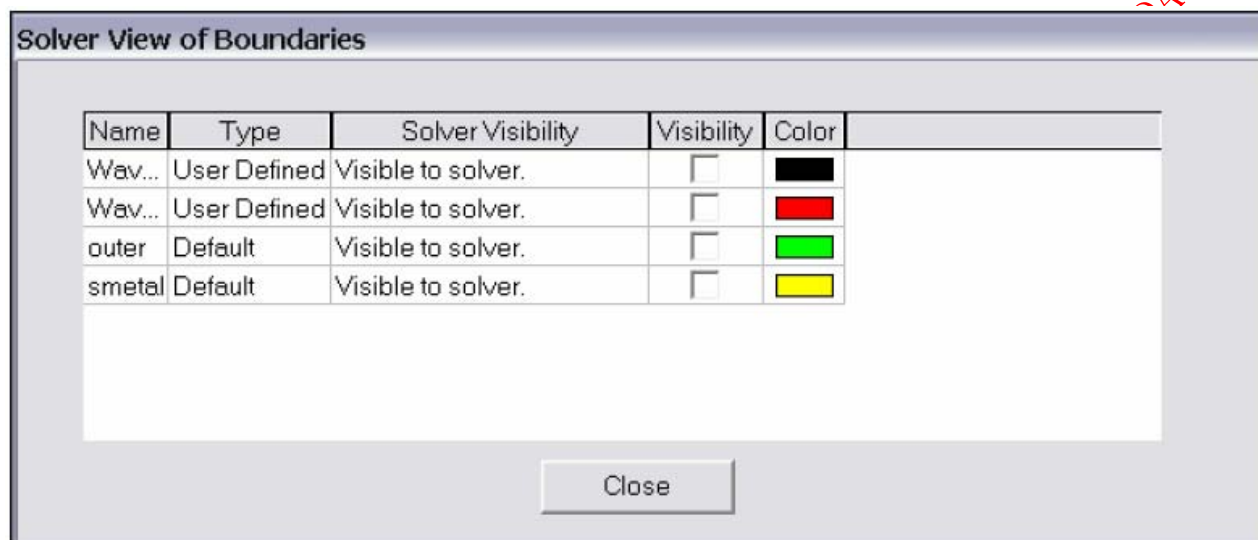 Solver View of Boundaries
Name Type Solver Visibility Visibility Color
Wav... User Defined Visible to solver.
Wav... User Defined Visible to solver.
outer Default Visible to solver.
smetal Default Visible to solver.
Close